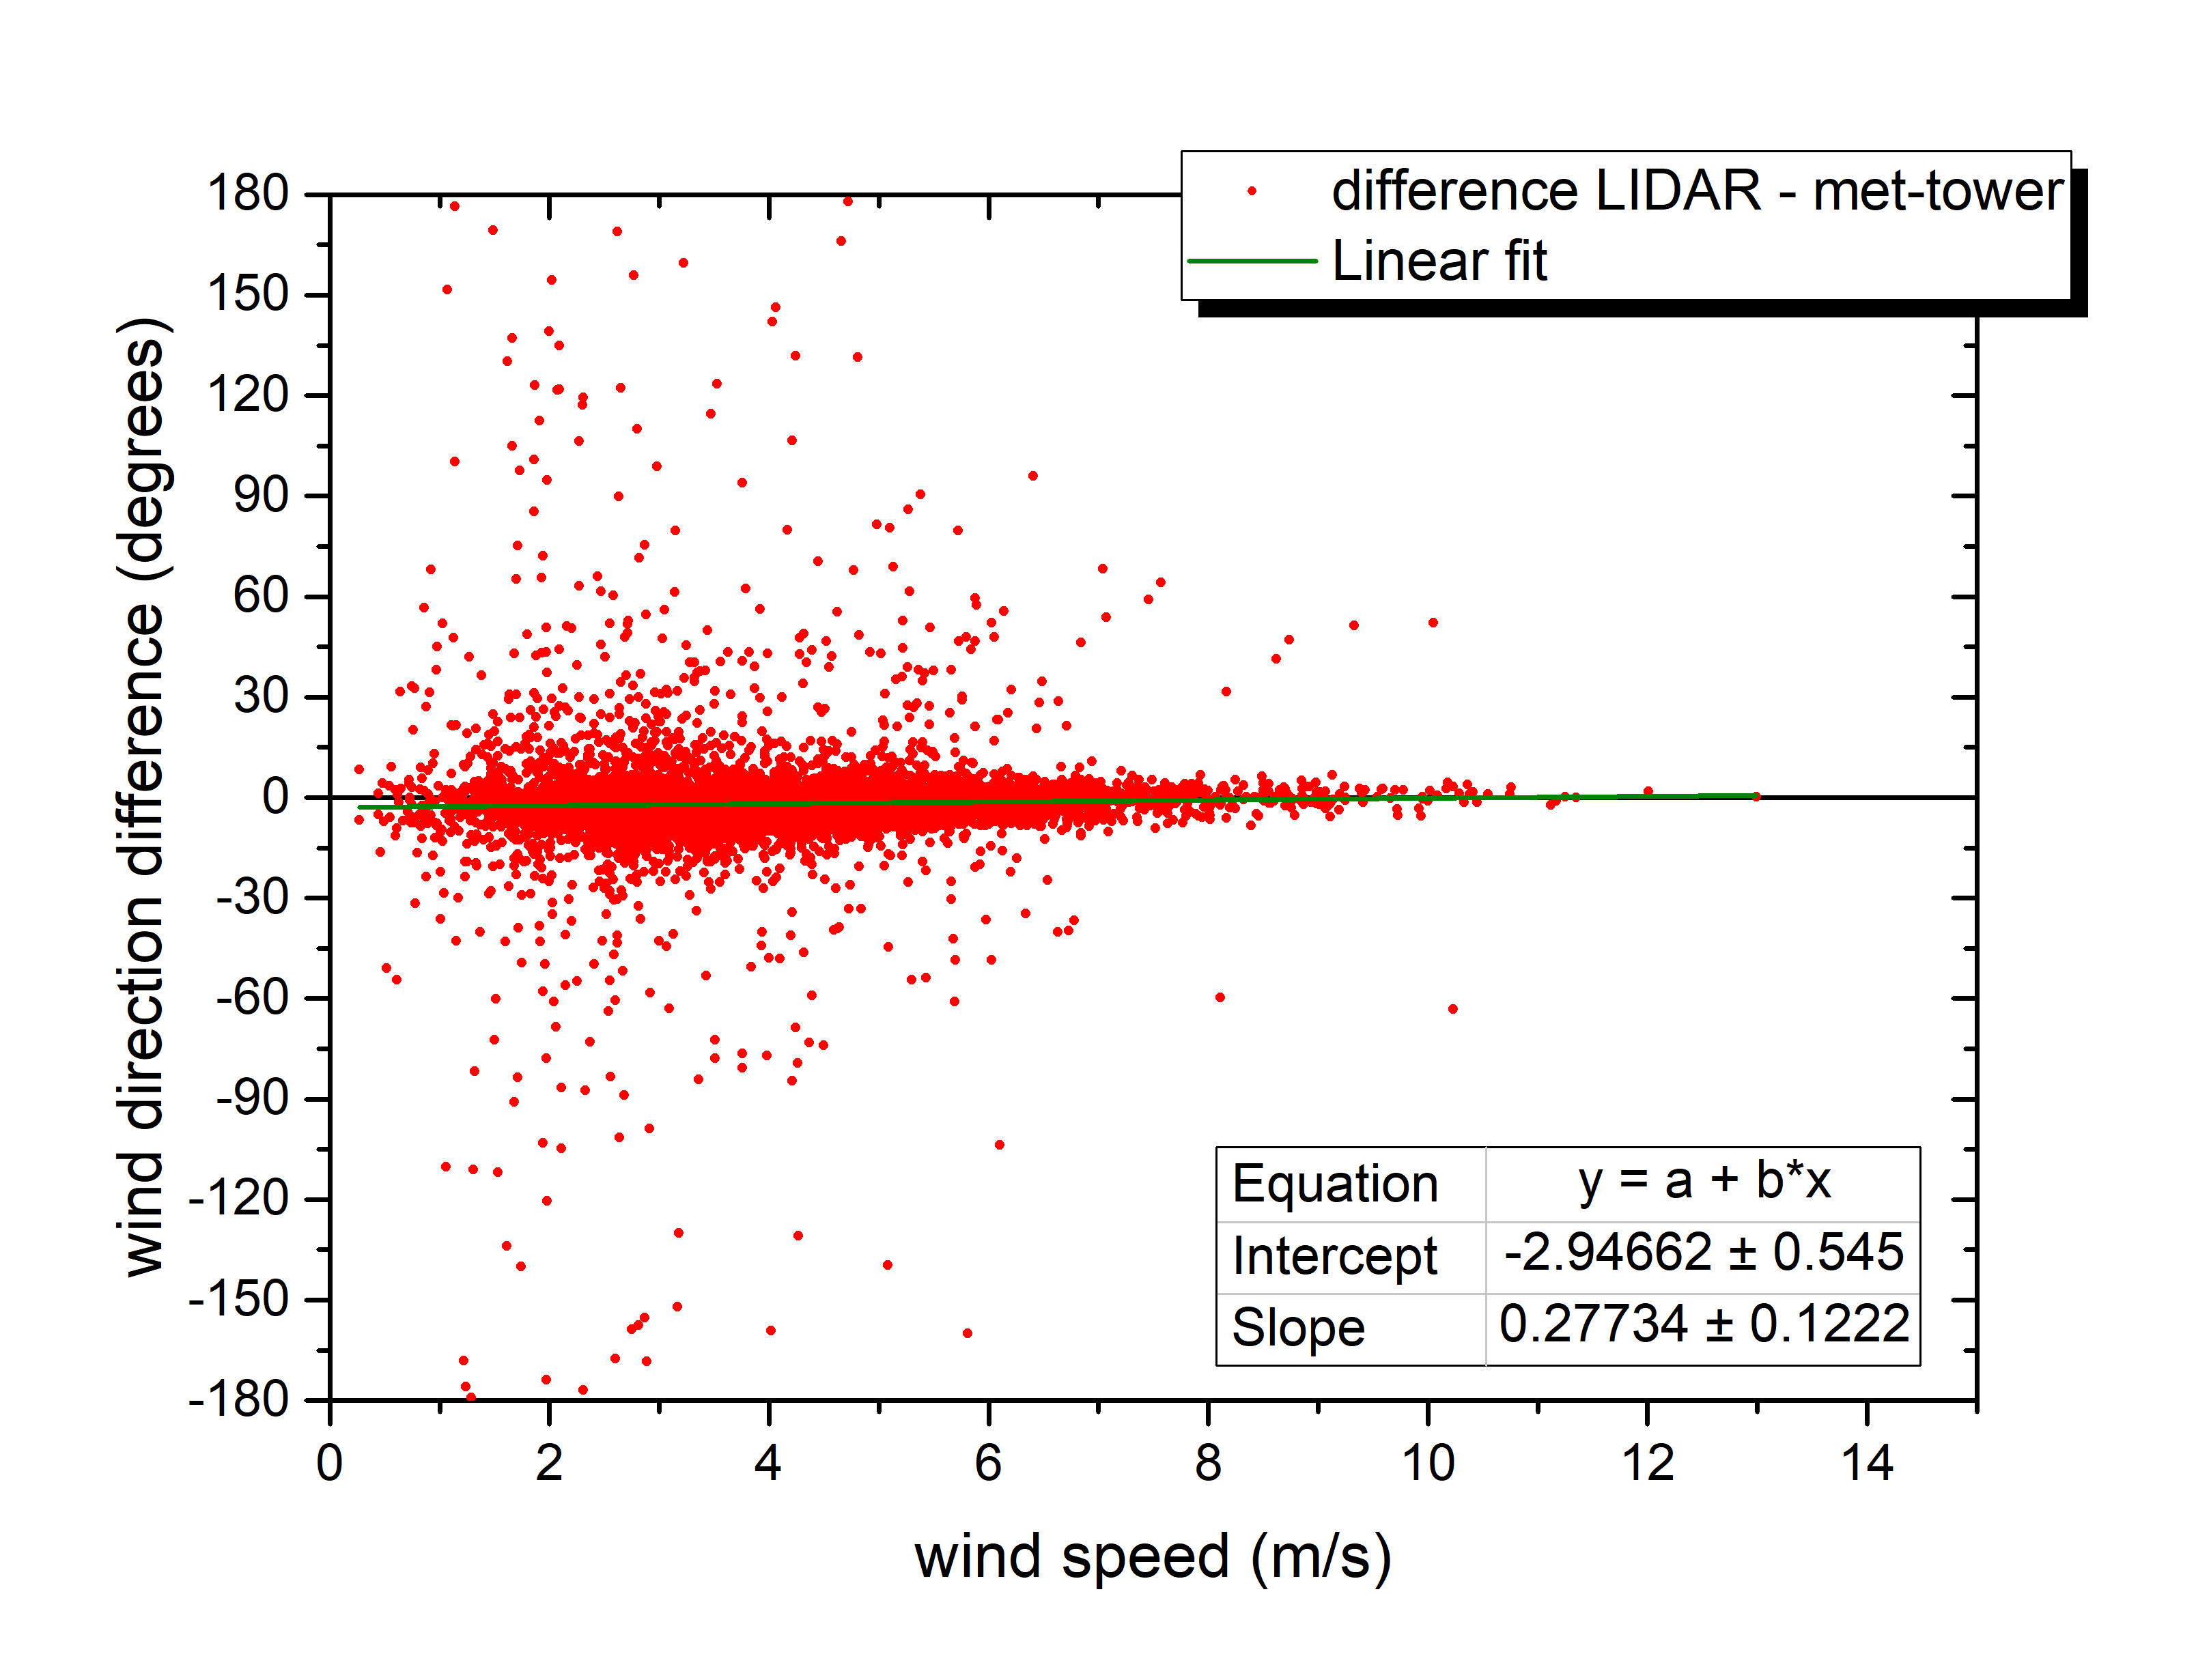 difference LIDAR - met-tower
Linear fit
wind direction difference (degrees)
180
150
120
90
60
30
0
-30
-60
-90
-120
-150
-180
Equation y = a + b*x
Intercept -2.94662 ± 0.545
Slope 0.27734 ± 0.1222
0 2 4 6 8 10 12 14
wind speed (m/s)